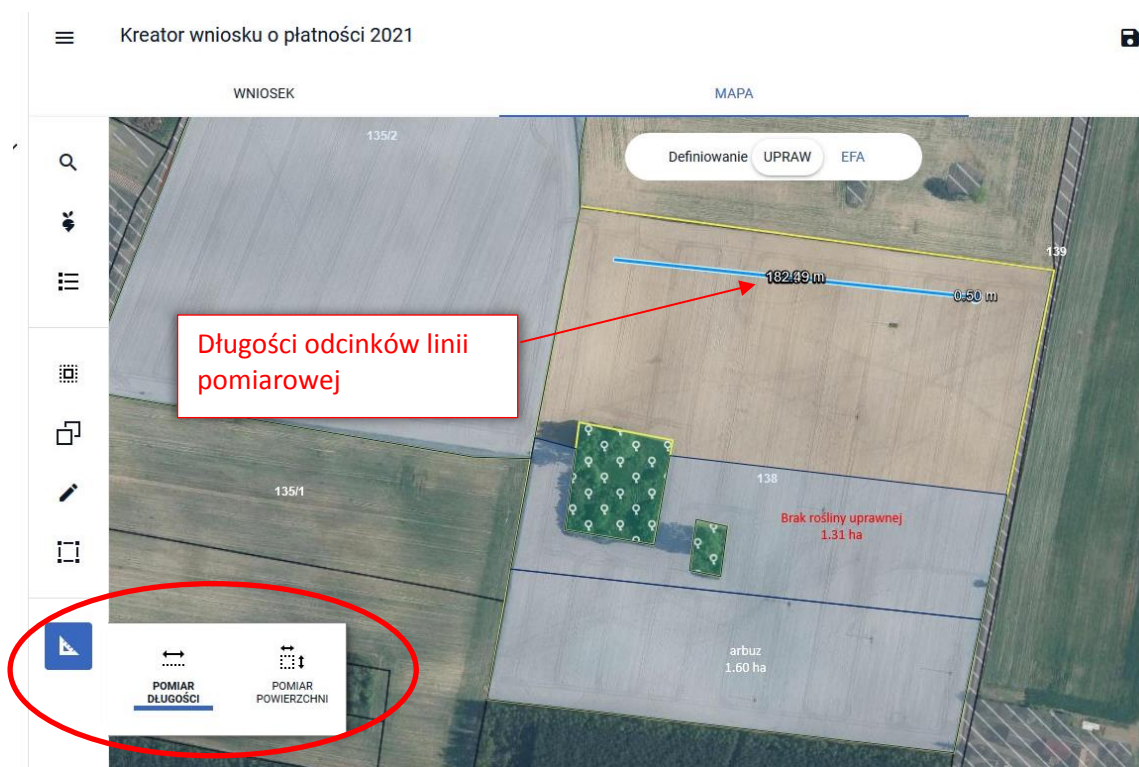 Kreator wniosku o płatności 2021
WNIOSEK
MAPA
135/2
Definiowanie UPRAW EFA
139
182.49 m
0.50 m
Długości odcinków linii
pomiarowej
138
135/1
Brak rośliny uprawnej
1.31 ha
arbuz
1.60 ha
POMIAR
DŁUGOŚCI
POMIAR
POWIERZCHNI